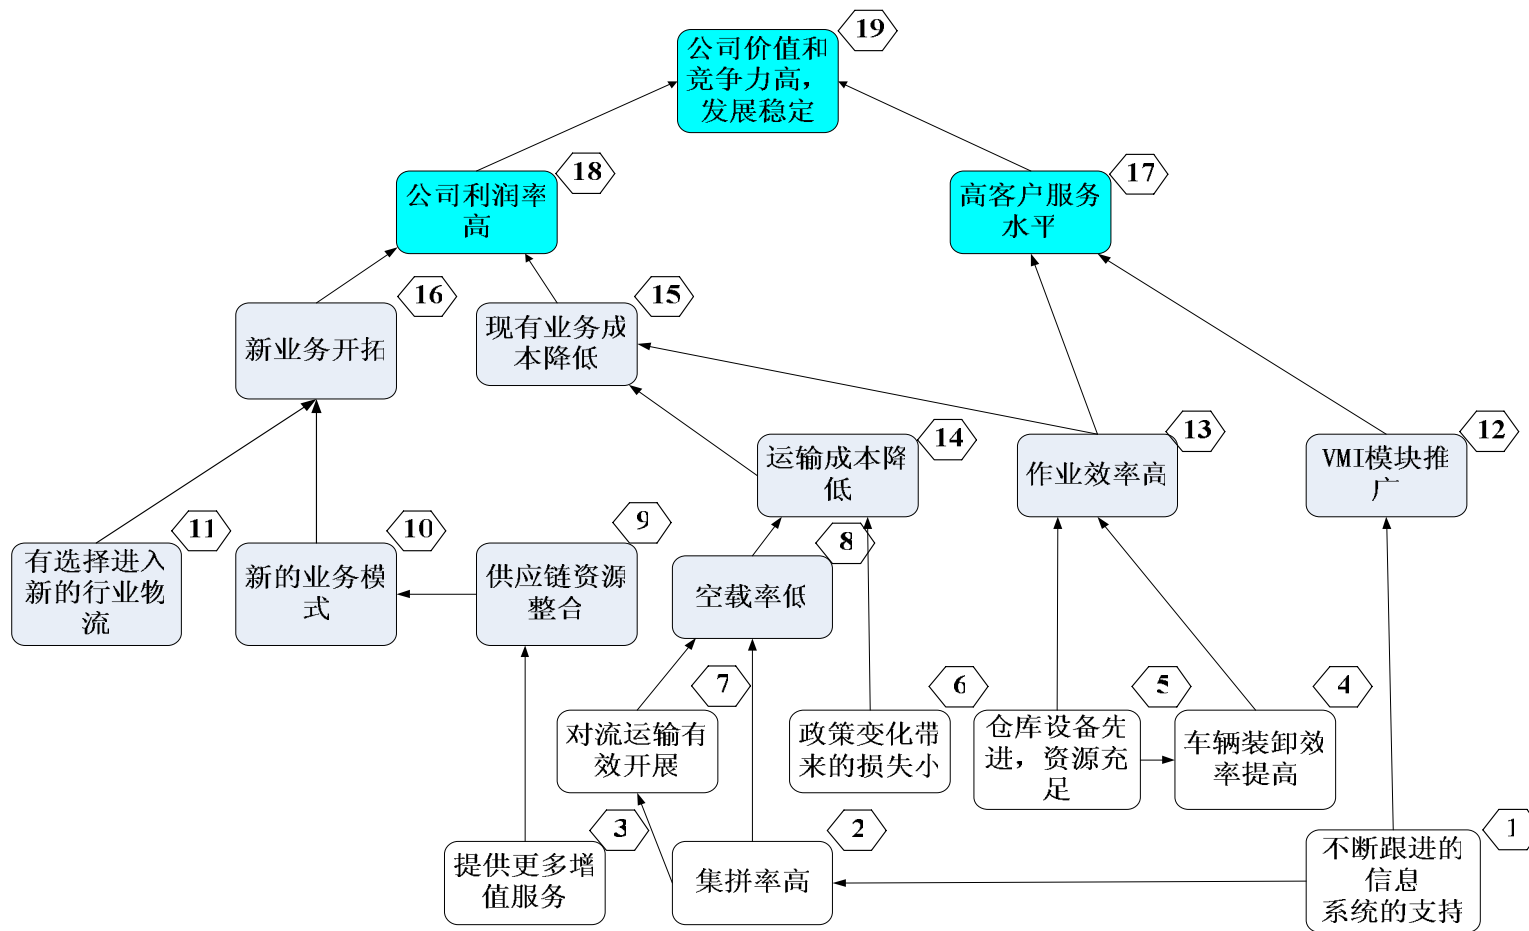 19
公司价值和
竞争力高，
发展稳定
18
公司利润率
高
17
高客户服务
水平
16
新业务开拓
15
现有业务成
本降低
14
运输成本降
低
13
作业效率高
12
VMI模块推
广
11
有选择进入
新的行业物
流
10
新的业务模
式
9
供应链资源
整合
8
空载率低
7
对流运输有
效开展
6
政策变化带
来的损失小
5
仓库设备先
进，资源充
足
4
车辆装卸效
率提高
3
提供更多增
值服务
2
集拼率高
1
不断跟进的
信息
系统的支持